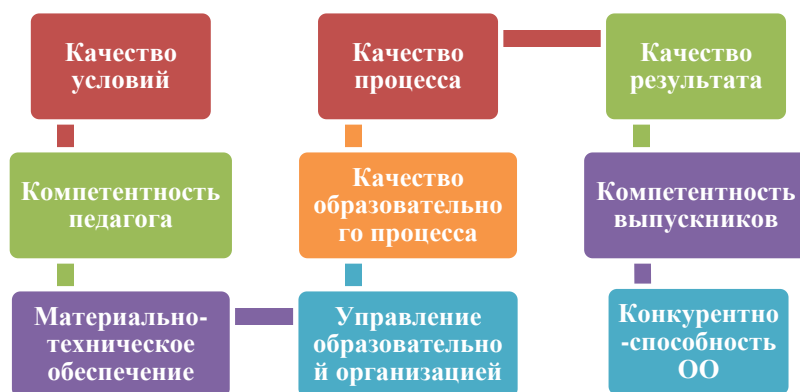 Качество
условий
Качество
процесса
Качество
результата
Компетентность
педагога
Качество
образовательно
го процесса
Компетентность
выпускников
Материально-
техническое
обеспечение
Управление
образовательно
й организацией
Конкурентно
-способность
ОО